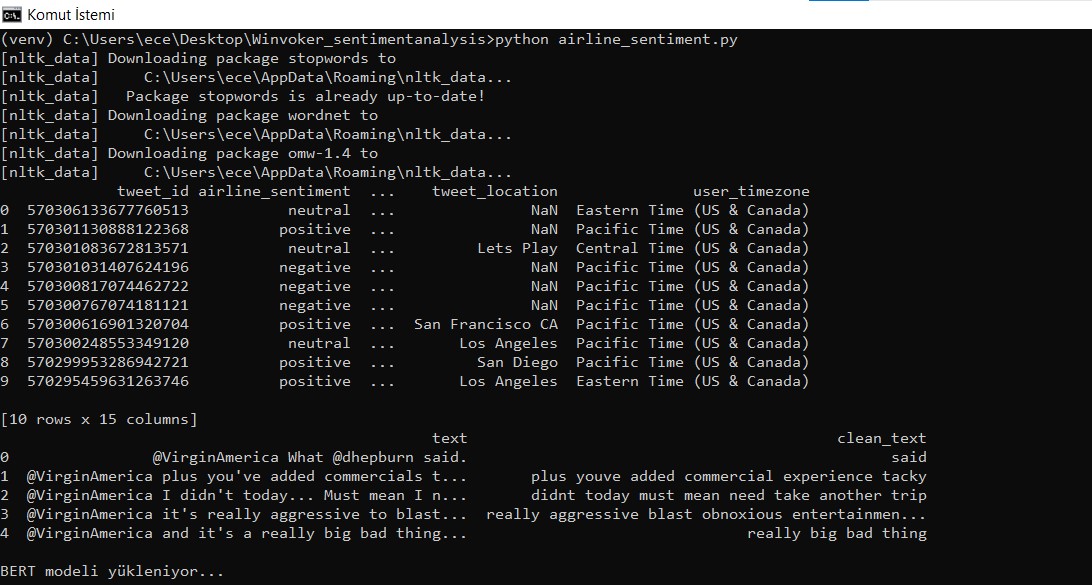 Komut İstemi
(venv) C:\Users\ece\Desktop\Winvoker_sentimentanalysis>python airline_sentiment.py
[nltk_data] Downloading package stopwords to
[nltk_data]     C:\Users\ece\AppData\Roaming\nltk_data...
[nltk_data]   Package stopwords is already up-to-date!
[nltk_data] Downloading package wordnet to
[nltk_data]     C:\Users\ece\AppData\Roaming\nltk_data...
[nltk_data] Downloading package omw-1.4 to
[nltk_data]     C:\Users\ece\AppData\Roaming\nltk_data...
             tweet_id airline_sentiment  ...    tweet_location               user_timezone
0  570306133677760513           neutral  ...               NaN  Eastern Time (US & Canada)
1  570301130888122368          positive  ...               NaN  Pacific Time (US & Canada)
2  570301083672813571           neutral  ...         Lets Play  Central Time (US & Canada)
3  570301031407624196          negative  ...               NaN  Pacific Time (US & Canada)
4  570300817074462722          negative  ...               NaN  Pacific Time (US & Canada)
5  570300767074181121          negative  ...               NaN  Pacific Time (US & Canada)
6  570300616901320704          positive  ...  San Francisco CA  Pacific Time (US & Canada)
7  570300248553349120           neutral  ...       Los Angeles  Pacific Time (US & Canada)
8  570299953286942721          positive  ...         San Diego  Pacific Time (US & Canada)
9  570295459631263746          positive  ...       Los Angeles  Eastern Time (US & Canada)
[10 rows x 15 columns]
                                                text                                         clean_text
0                @VirginAmerica What @dhepburn said.                                               said
1  @VirginAmerica plus you've added commercials t...       plus youve added commercial experience tacky
2  @VirginAmerica I didn't today... Must mean I n...       didnt today must mean need take another trip
3  @VirginAmerica it's really aggressive to blast...  really aggressive blast obnoxious entertainmen...
4  @VirginAmerica and it's a really big bad thing...                               really big bad thing
BERT modeli yükleniyor...